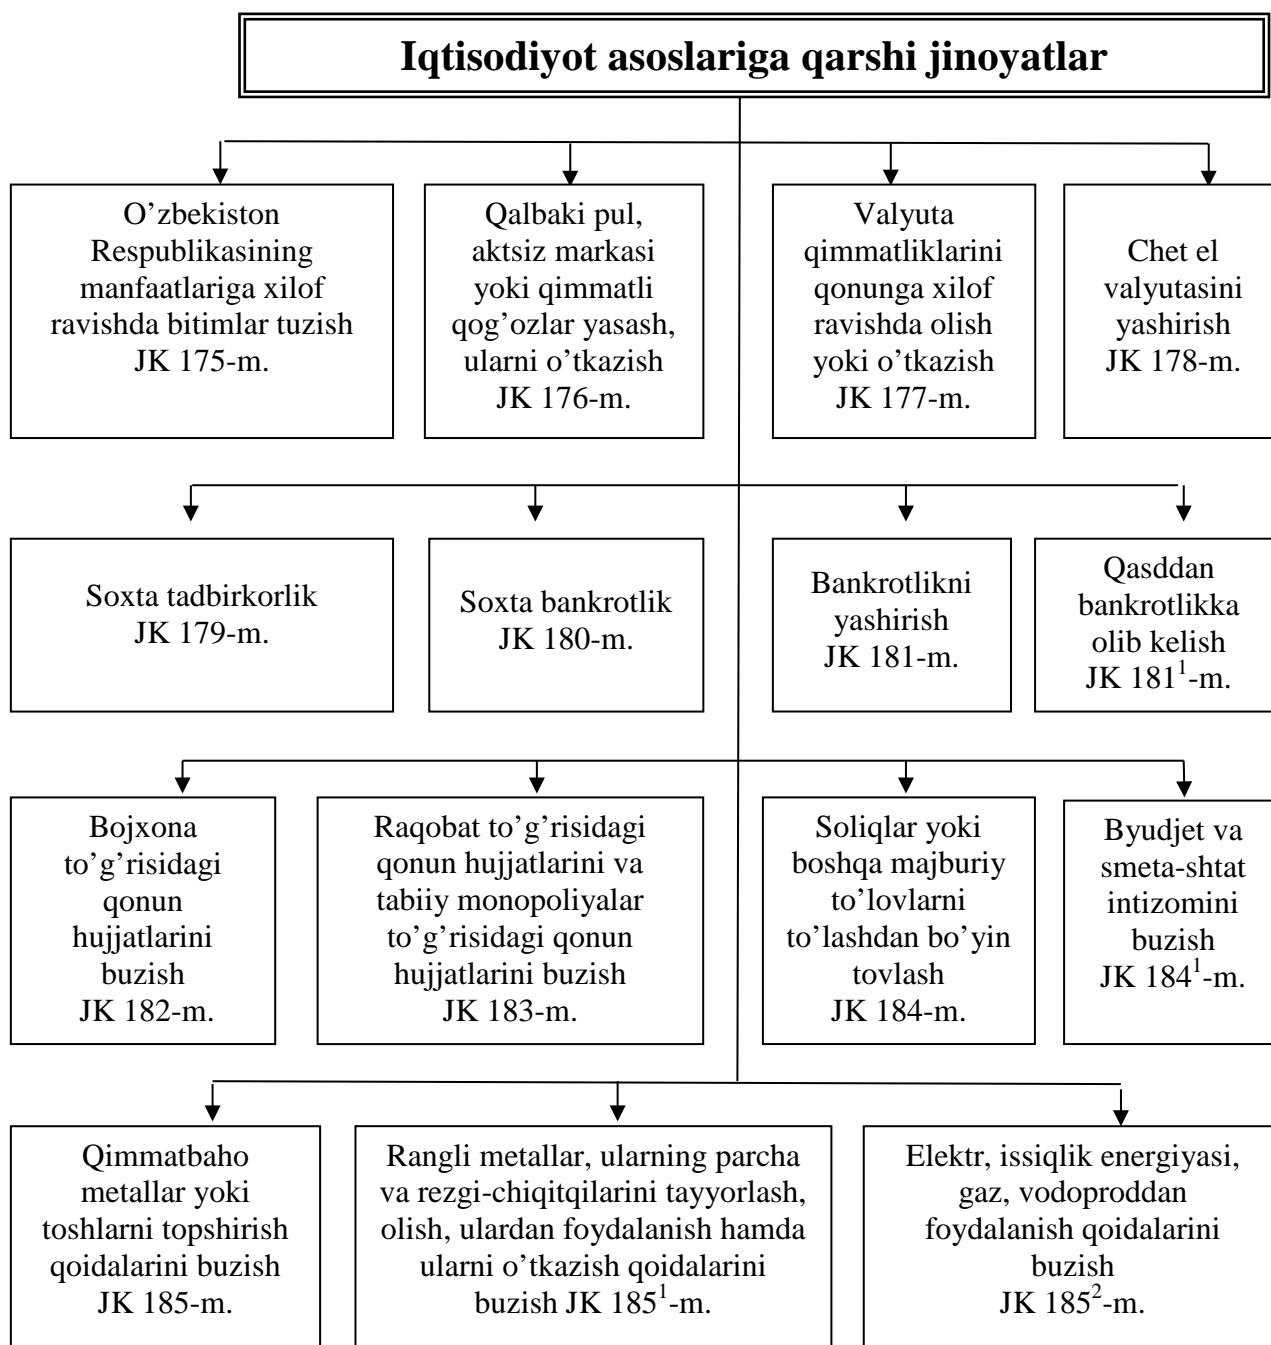 Iqtisodiyot asoslariga qarshi jinoyatlar
O’zbekiston
Respublikasining
manfaatlariga xilof
ravishda bitimlar tuzish
JK 175-m.
Qalbaki pul,
aktsiz markasi
yoki qimmatli
qog’ozlar yasash,
ularni o’tkazish
JK 176-m.
Valyuta
qimmatliklarini
qonunga xilof
ravishda olish
yoki o’tkazish
JK 177-m.
Chet el
valyutasini
yashirish
JK 178-m.
Soxta tadbirkorlik
JK 179-m.
Soxta bankrotlik
JK 180-m.
Bankrotlikni
yashirish
JK 181-m.
Qasddan
bankrotlikka
olib kelish
JK 181¹-m.
Bojxona
to’g’risidagi
qonun
hujjatlarini
buzish
JK 182-m.
Raqobat to’g’risidagi
qonun hujjatlarini va
tabiiy monopoliyalar
to’g’risidagi qonun
hujjatlarini buzish
JK 183-m.
Soliqlar yoki
boshqa majburiy
to’lovlarni
to’lashdan bo’yin
tovlash
JK 184-m.
Byudjet va
smeta-shtat
intizomini
buzish
JK 184¹-m.
Qimmatbaho
metallar yoki
toshlarni topshirish
qoidalarini buzish
JK 185-m.
Rangli metallar, ularning parcha
va rezgi-chiqitqilarini tayyorlash,
olish, ulardan foydalanish hamda
ularni o’tkazish qoidalarini
buzish JK 185¹-m.
Elektr, issiqlik energiyasi,
gaz, vodoproddan
foydalanish qoidalarini
buzish
JK 185²-m.